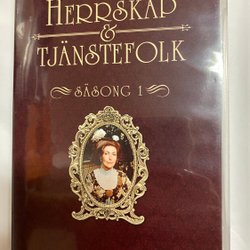 HERRSKAP
&
TJÄNSTEFOLK
SÄSONG 1